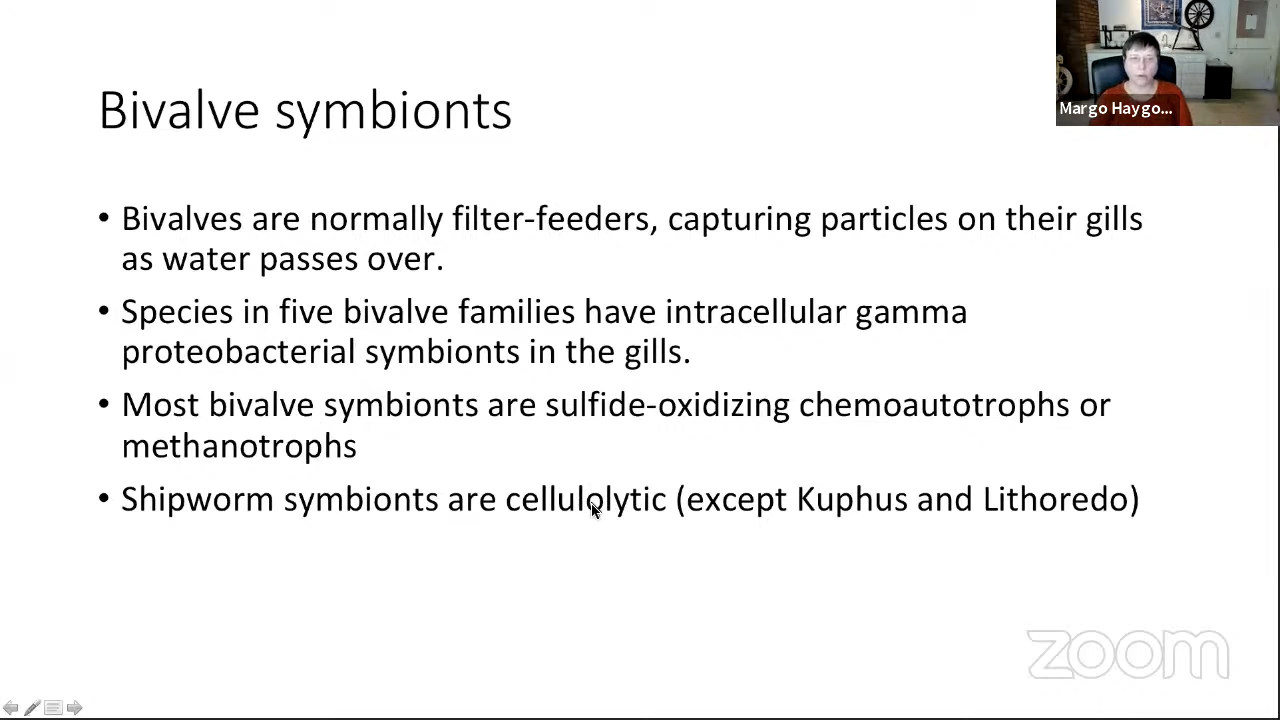 Margo Haygo...
Bivalve symbionts
• Bivalves are normally filter-feeders, capturing particles on their gills
as water passes over.
• Species in five bivalve families have intracellular gamma
proteobacterial symbionts in the gills.
• Most bivalve symbionts are sulfide-oxidizing chemoautotrophs or
methanotrophs
• Shipworm symbionts are cellulolytic (except Kuphus and Lithoredo)
zoom